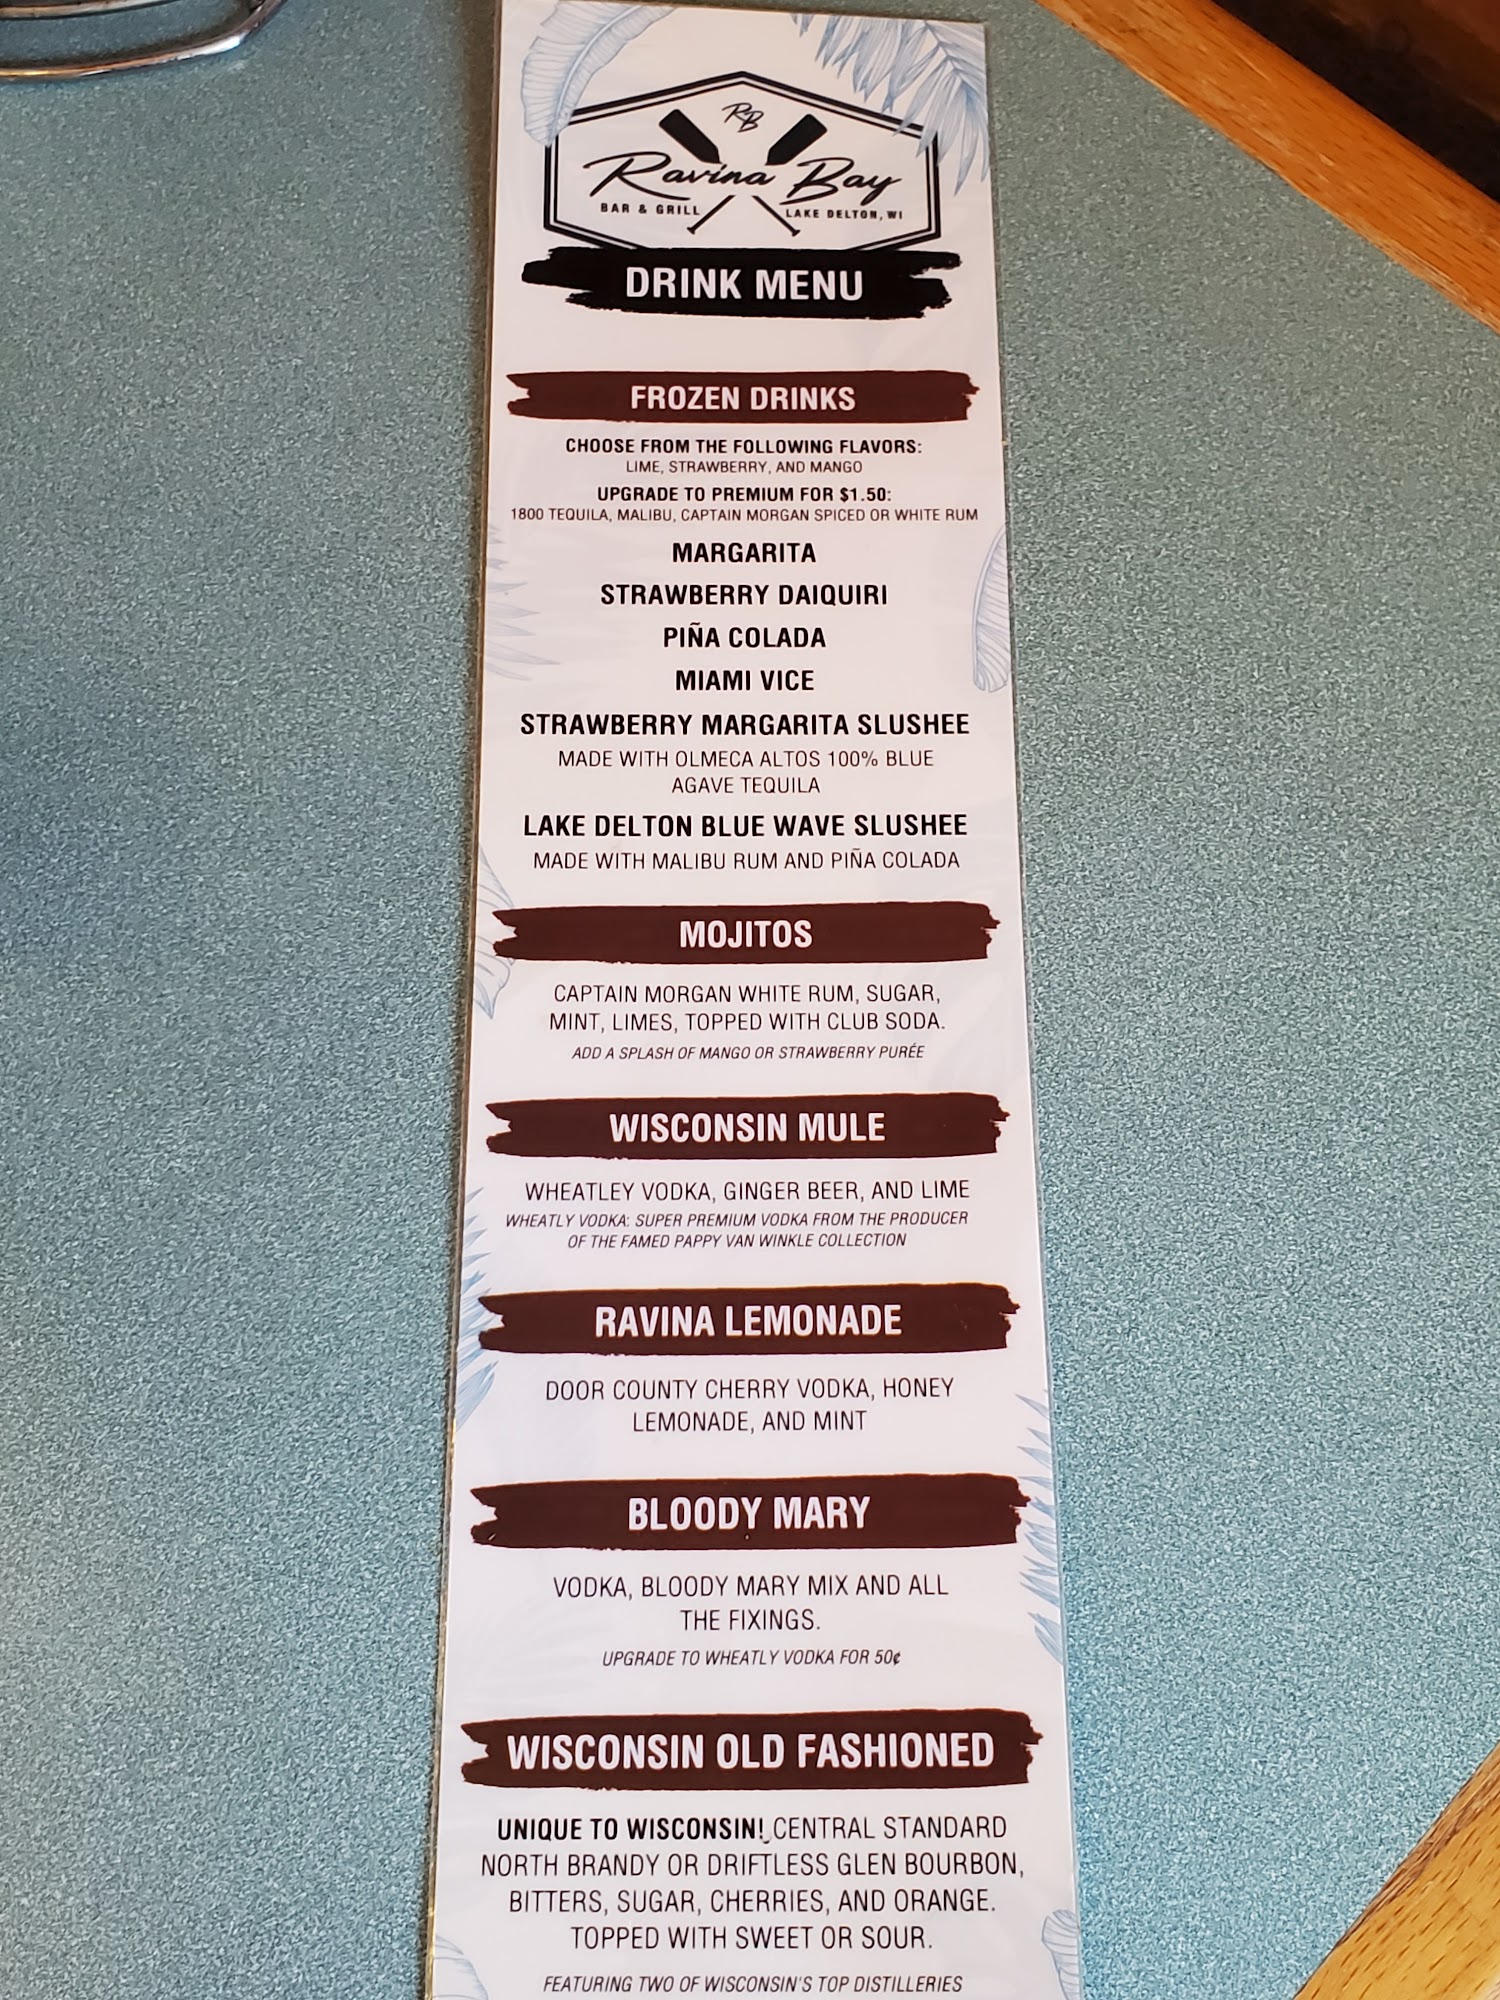 RB
Ravina Bay
BAR & GRILL LAKE DELTON, WI
DRINK MENU
FROZEN DRINKS
CHOOSE FROM THE FOLLOWING FLAVORS:
LIME, STRAWBERRY, AND MANGO
UPGRADE TO PREMIUM FOR $1.50:
1800 TEQUILA, MALIBU, CAPTAIN MORGAN SPICED OR WHITE RUM
MARGARITA
STRAWBERRY DAIQUIRI
PIÑA COLADA
MIAMI VICE
STRAWBERRY MARGARITA SLUSHEE
MADE WITH OLMECA ALTOS 100% BLUE
AGAVE TEQUILA
LAKE DELTON BLUE WAVE SLUSHEE
MADE WITH MALIBU RUM AND PIÑA COLADA
MOJITOS
CAPTAIN MORGAN WHITE RUM, SUGAR,
MINT, LIMES, TOPPED WITH CLUB SODA.
ADD A SPLASH OF MANGO OR STRAWBERRY PURÉE
WISCONSIN MULE
WHEATLEY VODKA, GINGER BEER, AND LIME
WHEATLY VODKA: SUPER PREMIUM VODKA FROM THE PRODUCER
OF THE FAMED PAPPY VAN WINKLE COLLECTION
RAVINA LEMONADE
DOOR COUNTY CHERRY VODKA, HONEY
LEMONADE, AND MINT
BLOODY MARY
VODKA, BLOODY MARY MIX AND ALL
THE FIXINGS.
UPGRADE TO WHEATLY VODKA FOR 50¢
WISCONSIN OLD FASHIONED
UNIQUE TO WISCONSIN! CENTRAL STANDARD
NORTH BRANDY OR DRIFTLESS GLEN BOURBON,
BITTERS, SUGAR, CHERRIES, AND ORANGE.
TOPPED WITH SWEET OR SOUR.
FEATURING TWO OF WISCONSIN'S TOP DISTILLERIES